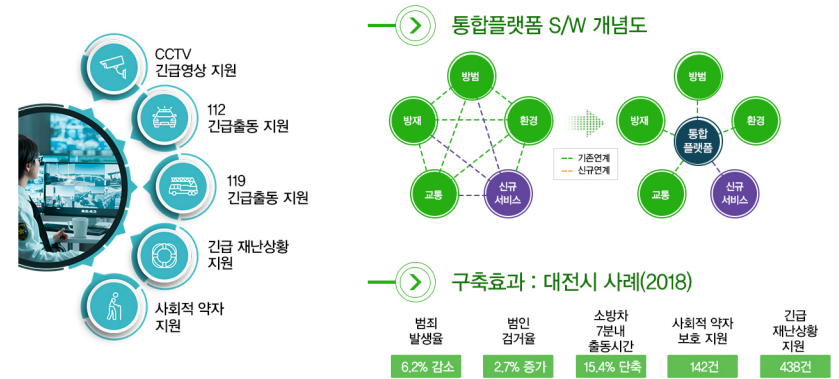 CCTV
긴급영상 지원
112
긴급출동 지원
119
긴급출동 지원
긴급 재난상황
지원
사회적 약자
지원
통합플랫폼 S/W 개념도
방범
방재
환경
교통
신규
서비스
기존연계
신규연계
방범
방재
환경
통합
플랫폼
교통
신규
서비스
구축효과 : 대전시 사례(2018)
범죄
발생율
6.2% 감소
범인
검거율
2.7% 증가
소방차
7분내
출동시간
15.4% 단축
사회적 약자
보호 지원
142건
긴급
재난상황
지원
438건